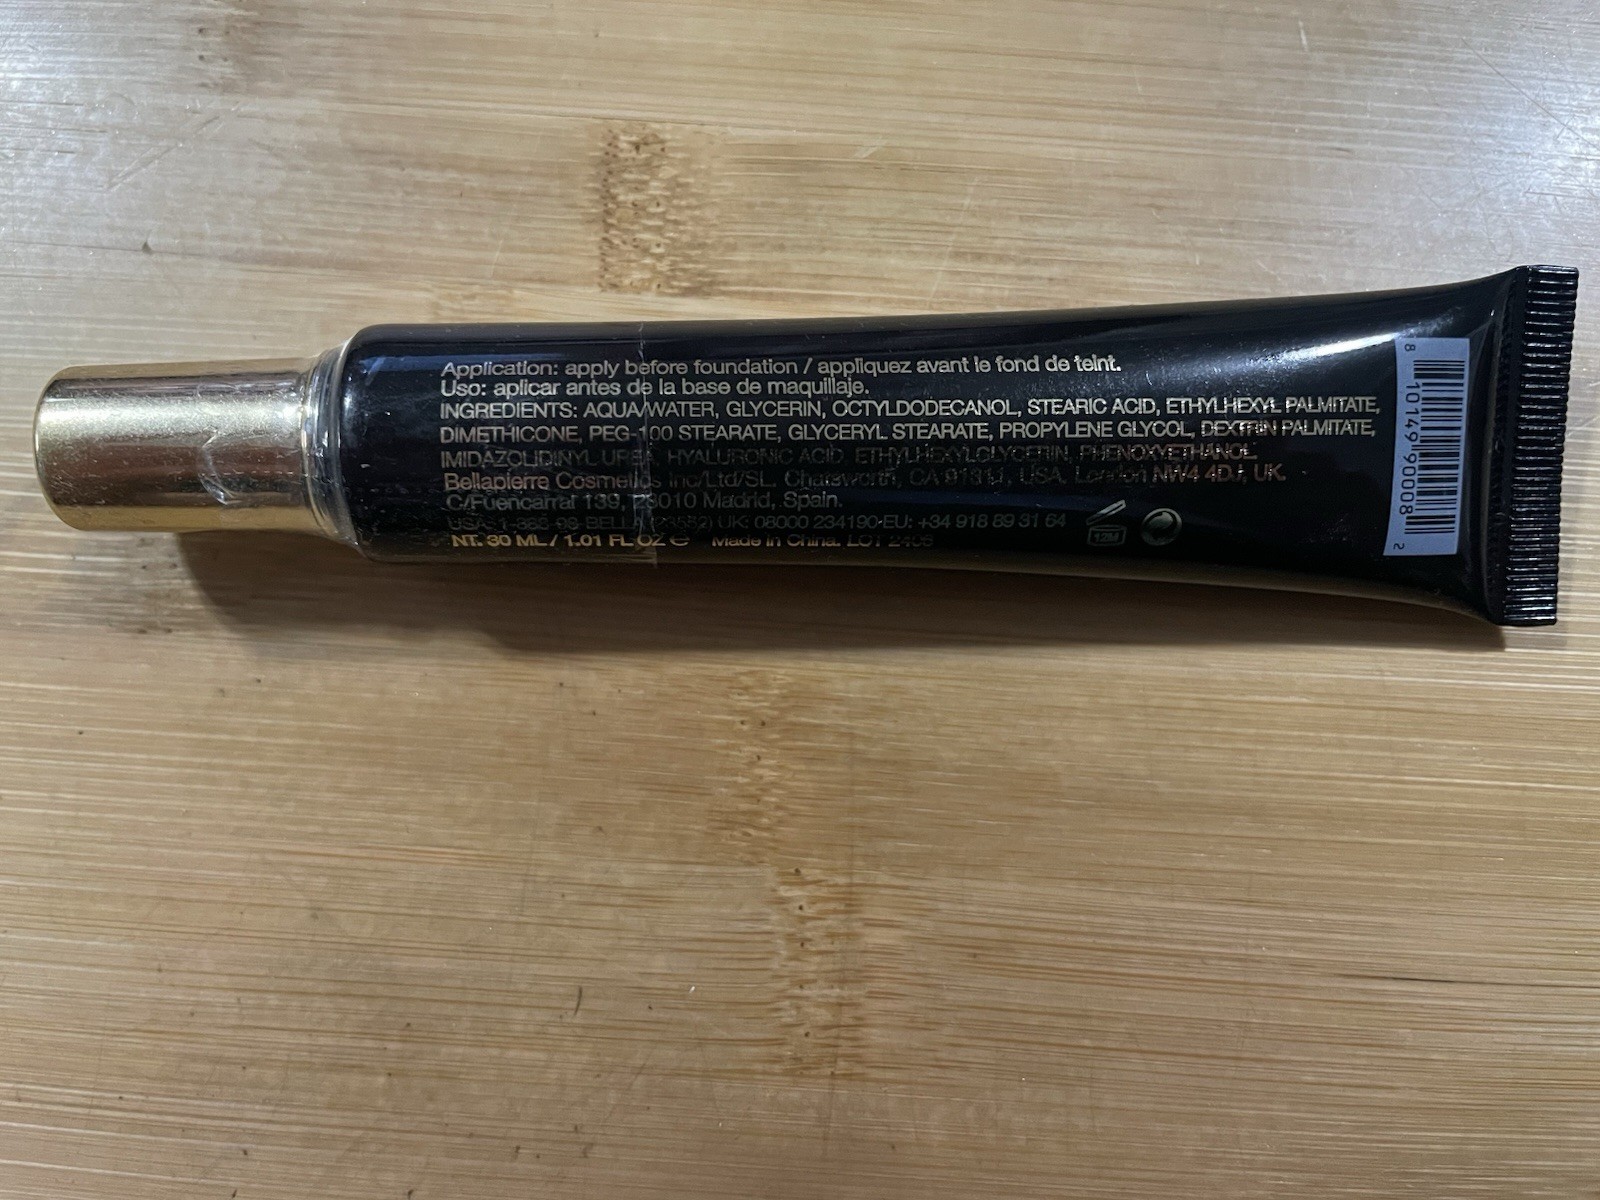 Application: apply before foundation / appliquez avant le fond de teint.
Uso: aplicar antes de la base de maquillaje.
INGREDIENTS: AQUA/WATER, GLYCERIN, OCTYLDODECANOL, STEARIC ACID, ETHYLHEXYL PALMITATE,
DIMETHICONE, PEG-100 STEARATE, GLYCERYL STEARATE, PROPYLENE GLYCOL, DEXTRIN PALMITATE,
IMIDAZOLIDINYL UREA, HYALURONIC ACID, ETHYLHEXYLGLYCERIN, PHENOXYETHANOL.
Bellapierre Cosmetics Inc/Ltd/SL. Chatsworth, CA 91311, USA. London NW4 4DJ, UK.
C/Fuencarral 139, 28010 Madrid, Spain.
USA: BELLA UK: 08000 234190 EU: +34 918 89 31 64
NT. 30 ML / 1.01 FL OZ e Made in China. LOT
12M
8 10149 90008 2